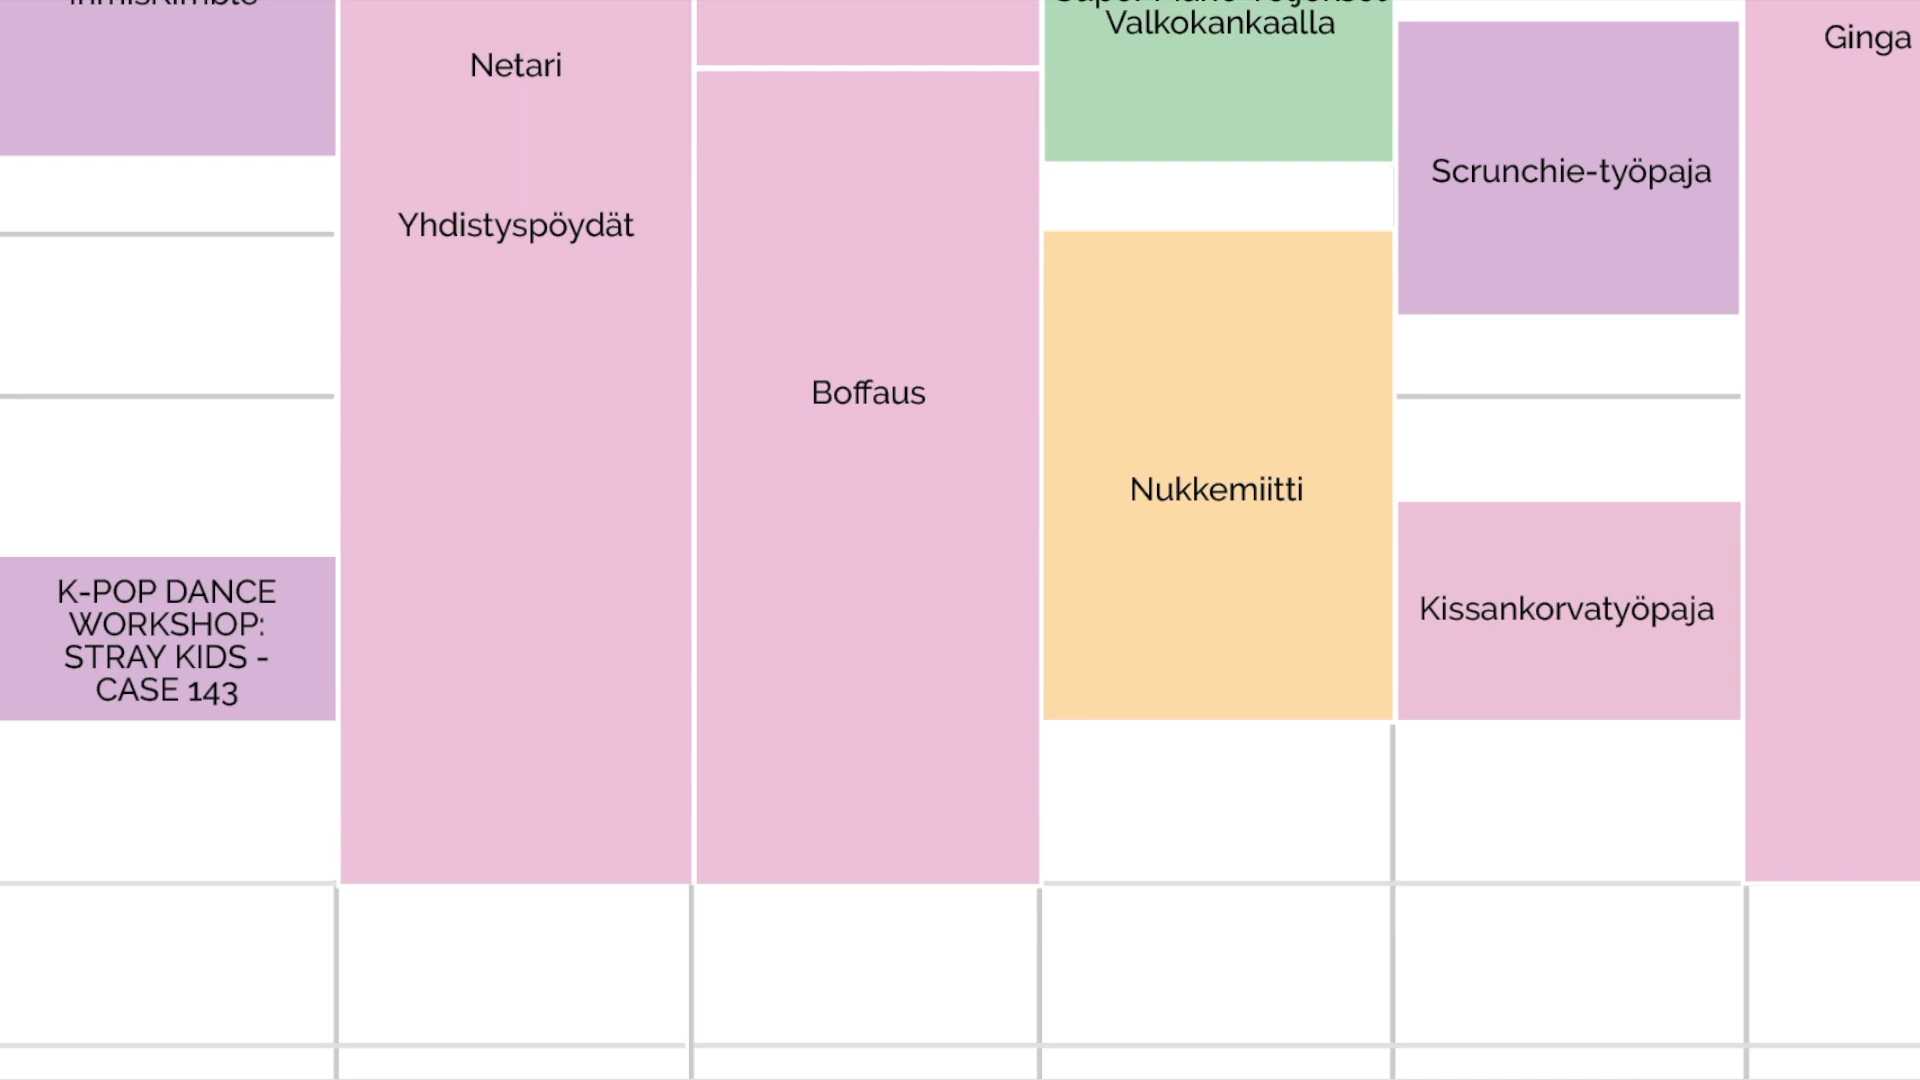 Valkokankaalla
Ginga
Netari
Scrunchie-työpaja
Yhdistyspöydät
Boffaus
Nukkemiitti
K-POP DANCE
WORKSHOP:
STRAY KIDS -
CASE 143
Kissankorvatyöpaja